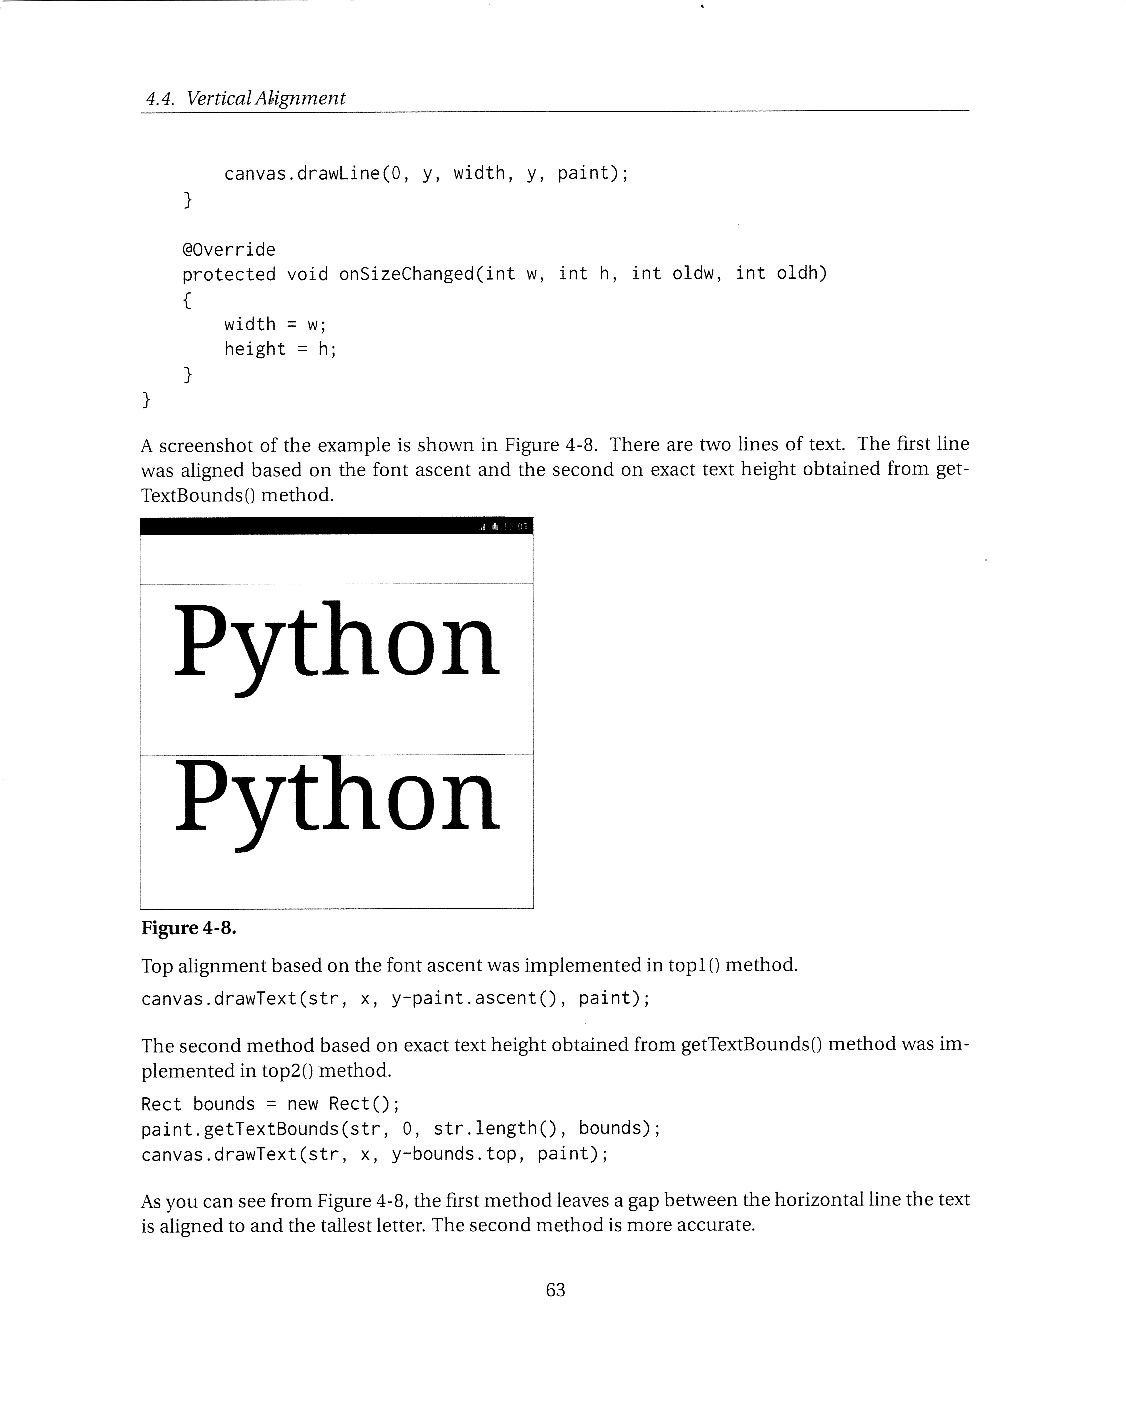 4.4. Vertical Alignment
canvas.drawLine(0, y, width, y, paint);
}
@Override
protected void onSizeChanged(int w, int h, int oldw, int oldh)
{
width = w;
height = h;
}
}
A screenshot of the example is shown in Figure 4-8. There are two lines of text. The first line
was aligned based on the font ascent and the second on exact text height obtained from get-
TextBounds() method.
Python
Python
Figure 4-8.
Top alignment based on the font ascent was implemented in top1() method.
canvas.drawText(str, x, y-paint.ascent(), paint);
The second method based on exact text height obtained from getTextBounds() method was im-
plemented in top2() method.
Rect bounds = new Rect();
paint.getTextBounds(str, 0, str.length(), bounds);
canvas.drawText(str, x, y-bounds.top, paint);
As you can see from Figure 4-8, the first method leaves a gap between the horizontal line the text
is aligned to and the tallest letter. The second method is more accurate.
63